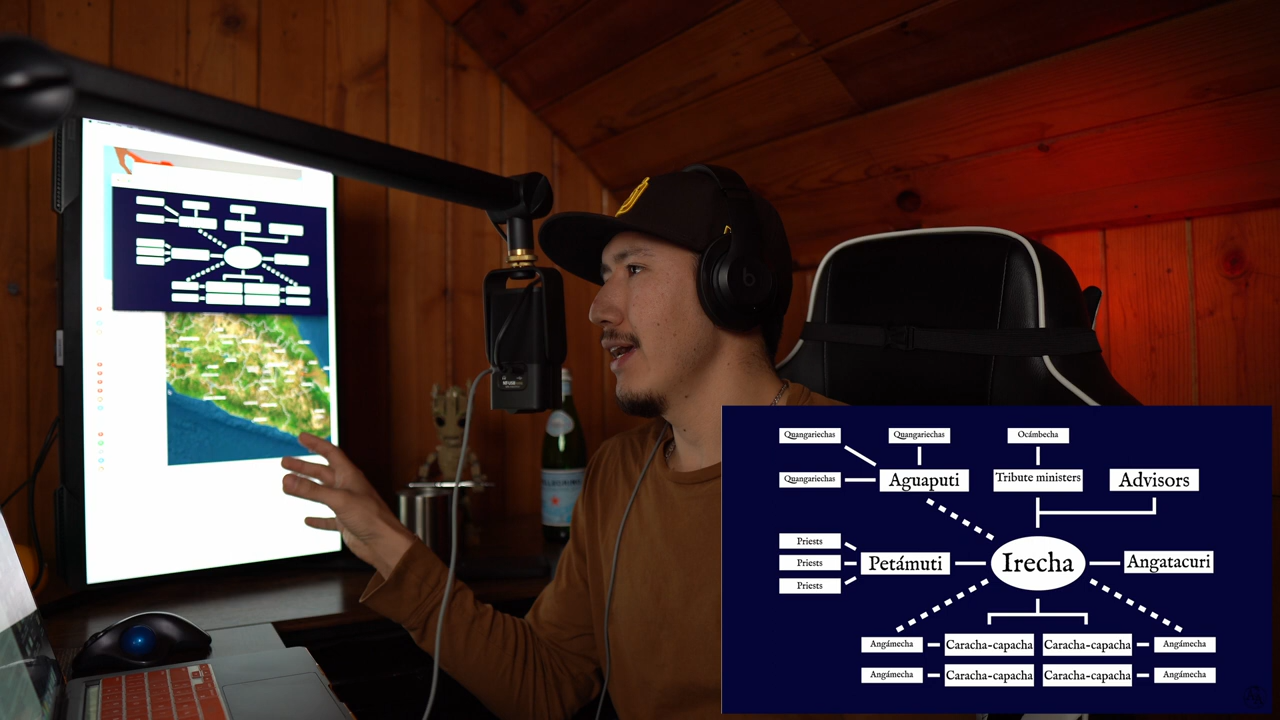 Quangariechas
Quangariechas
Ocámbecha
Quangariechas
Aguaputi
Tribute ministers
Advisors
Priests
Priests
Priests
Petámuti
Irecha
Angatacuri
Angámecha
Caracha-capacha
Caracha-capacha
Angámecha
Angámecha
Caracha-capacha
Caracha-capacha
Angámecha